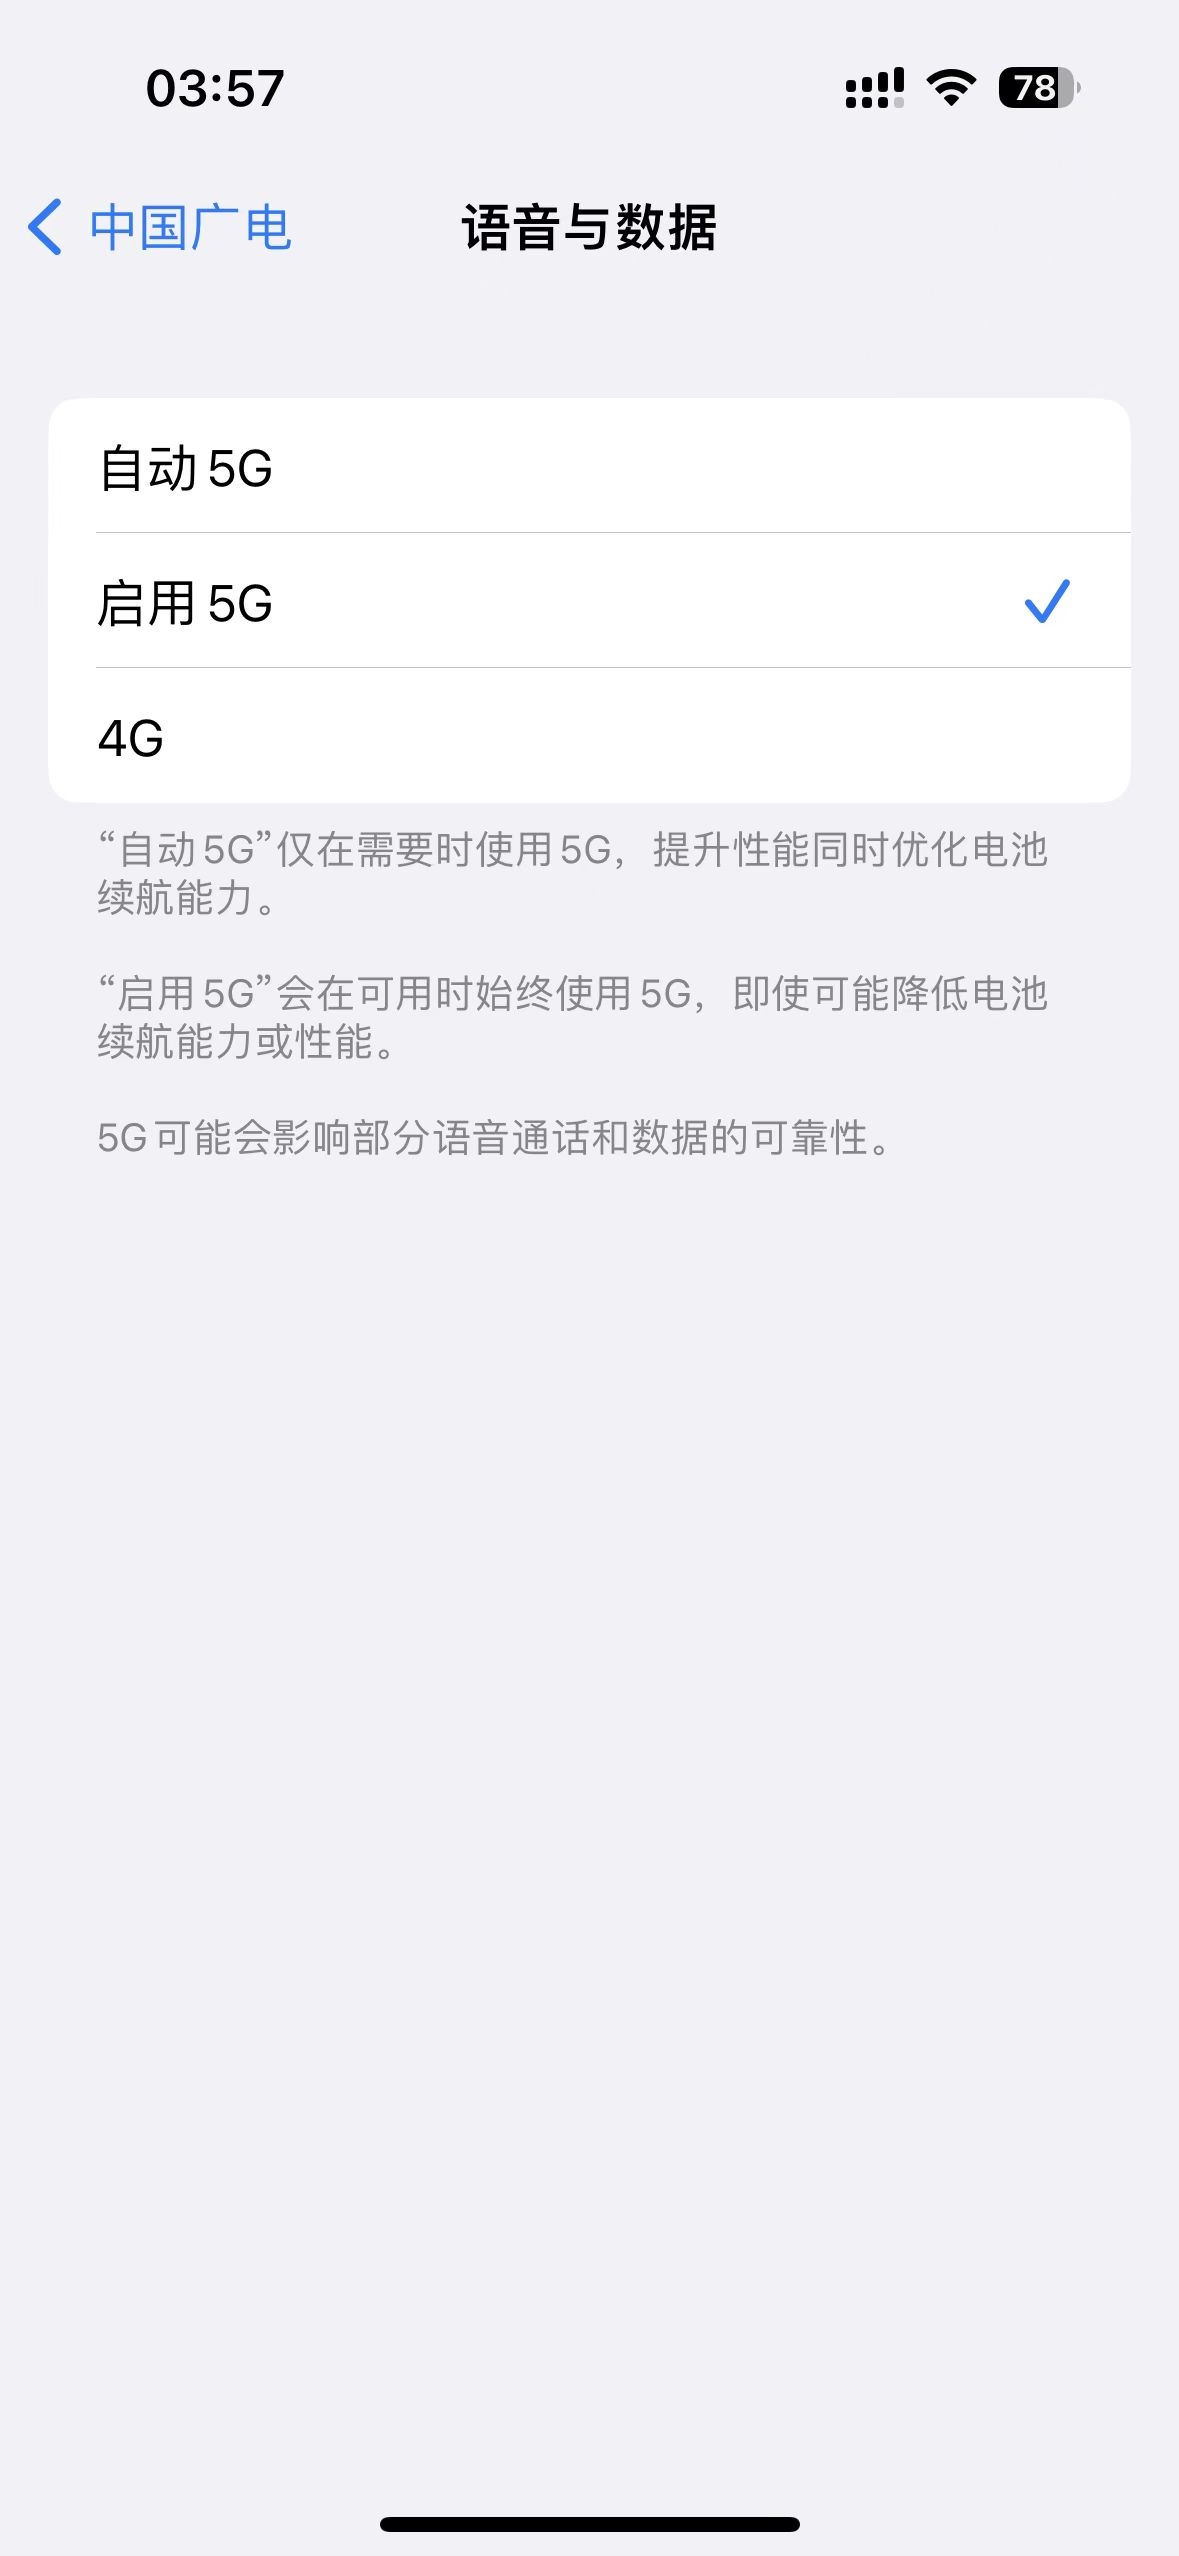 03:57
78
中国广电
语音与数据
自动 5G
启用 5G
4G
“自动 5G”仅在需要时使用 5G，提升性能同时优化电池
续航能力。
“启用 5G”会在可用时始终使用 5G，即使可能降低电池
续航能力或性能。
5G 可能会影响部分语音通话和数据的可靠性。